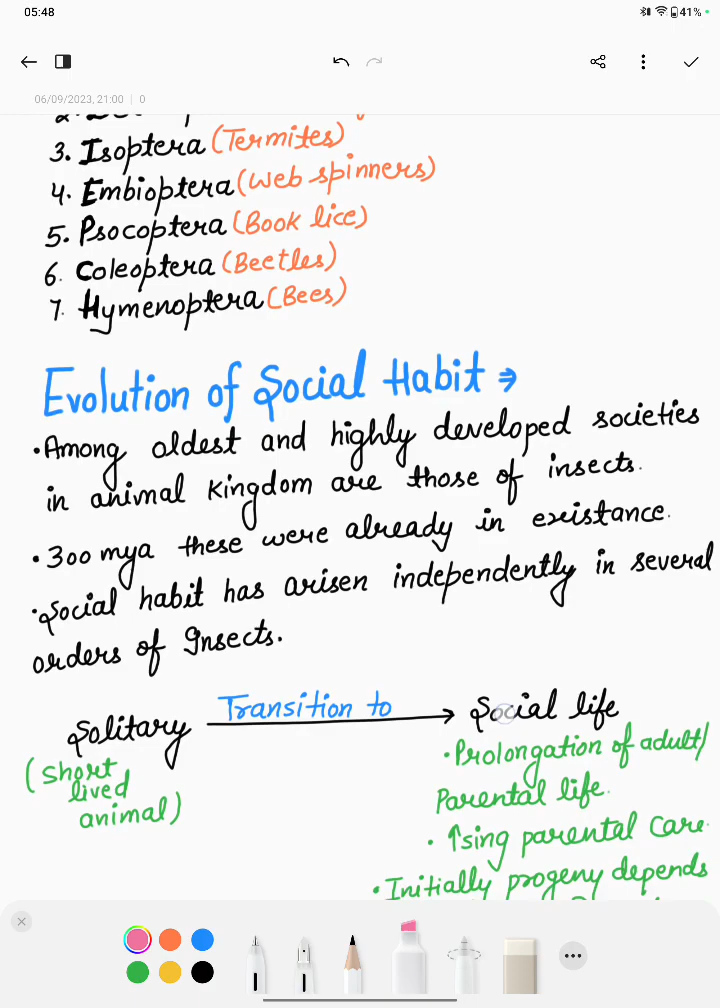 05:48
41%
06/09/2023, 21:00 | 0
3. Isoptera (Termites)
4. Embioptera (Web spinners)
5. Psocoptera (Book lice)
6. Coleoptera (Beetles)
7. Hymenoptera (Bees)
Evolution of Social Habit →
• Among oldest and highly developed societies
in animal kingdom are those of insects.
• 300 mya these were already in existance.
• Social habit has arisen independently in several
orders of Insects.
Solitary Transition to Social life
(Short
lived
animal)
• Prolongation of adult/
Parental life.
• ↑sing parental care.
• Initially progeny depends